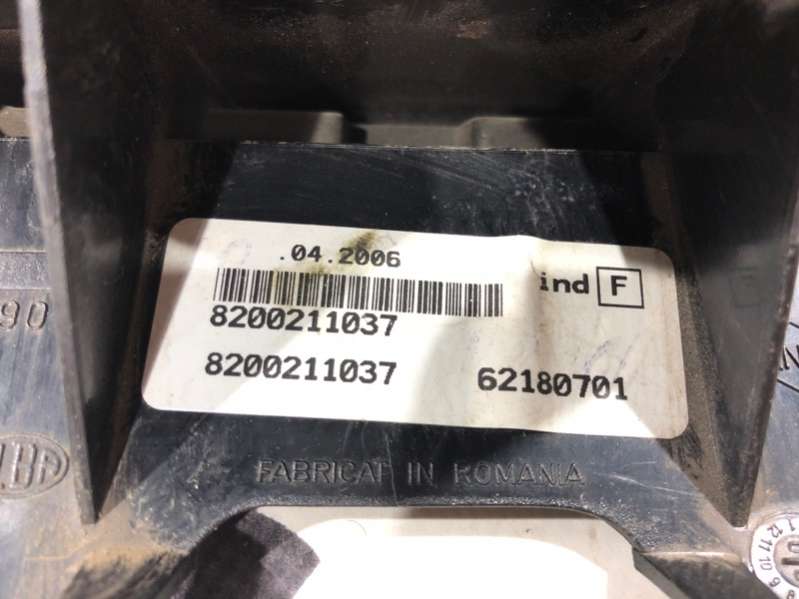 .04.2006
ind F
8200211037
8200211037 62180701
FABRICAT IN ROMANIA